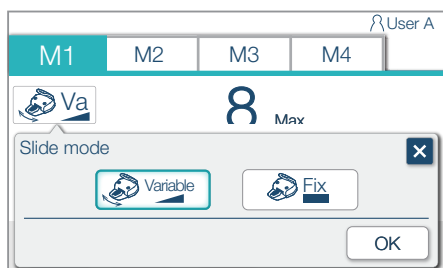 User A
M1 M2 M3 M4
Va 8 Max
Slide mode
Variable Fix
OK